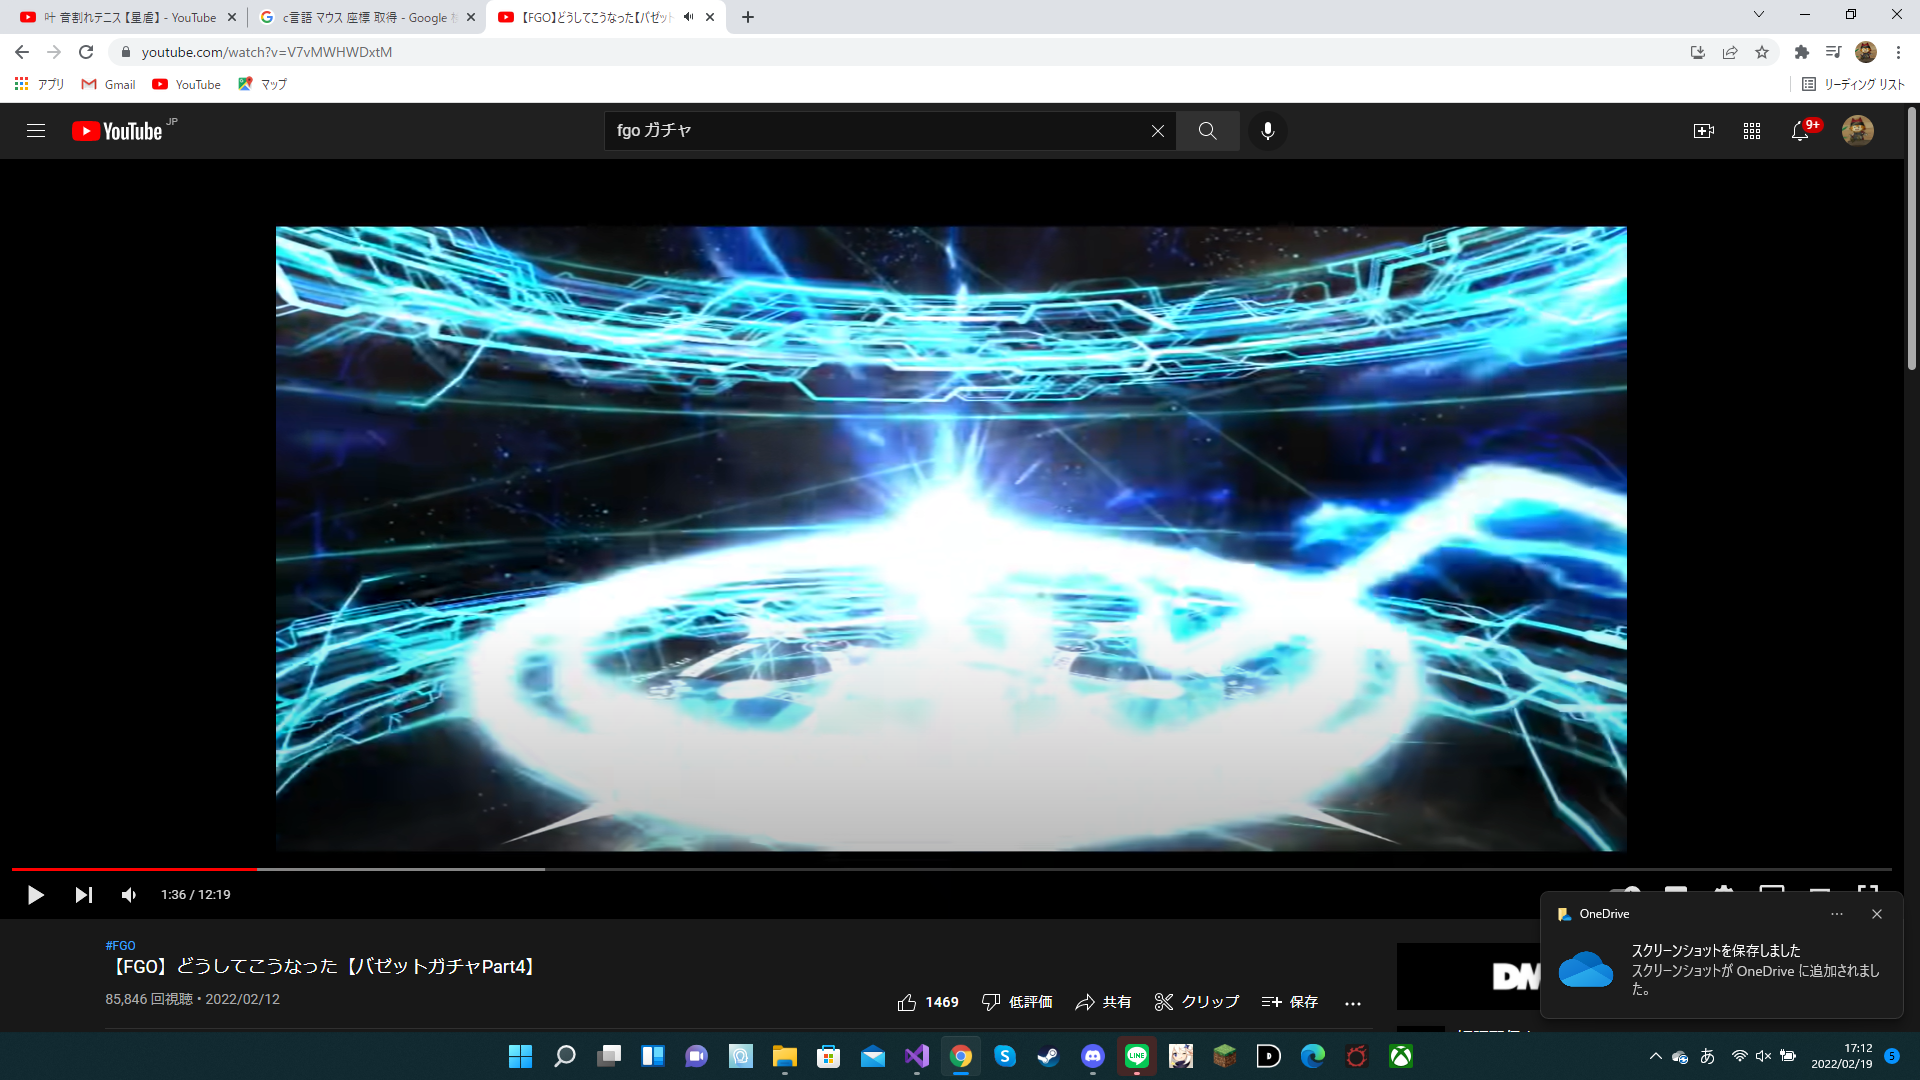 叶 音割れテニス【星虐】 - YouTube
c言語 マウス 座標 取得 - Google
【FGO】どうしてこうなった【バゼット
youtube.com/watch?v=V7vMWHWDxtM
アプリ
Gmail
YouTube
マップ
リーディング リスト
YouTube JP
fgo ガチャ
9+
1:36 / 12:19
#FGO
【FGO】どうしてこうなった【バゼットガチャPart4】
85,846 回視聴・2022/02/12
1469
低評価
共有
クリップ
保存
OneDrive
スクリーンショットを保存しました
スクリーンショットが OneDrive に追加されまし
た。
LINE
あ
17:12
2022/02/19
5